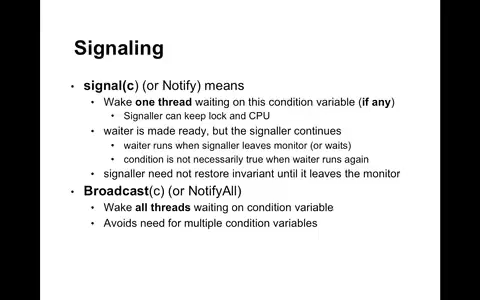 Signaling
• signal(c) (or Notify) means
• Wake one thread waiting on this condition variable (if any)
• Signaller can keep lock and CPU
• waiter is made ready, but the signaller continues
• waiter runs when signaller leaves monitor (or waits)
• condition is not necessarily true when waiter runs again
• signaller need not restore invariant until it leaves the monitor
• Broadcast(c) (or NotifyAll)
• Wake all threads waiting on condition variable
• Avoids need for multiple condition variables